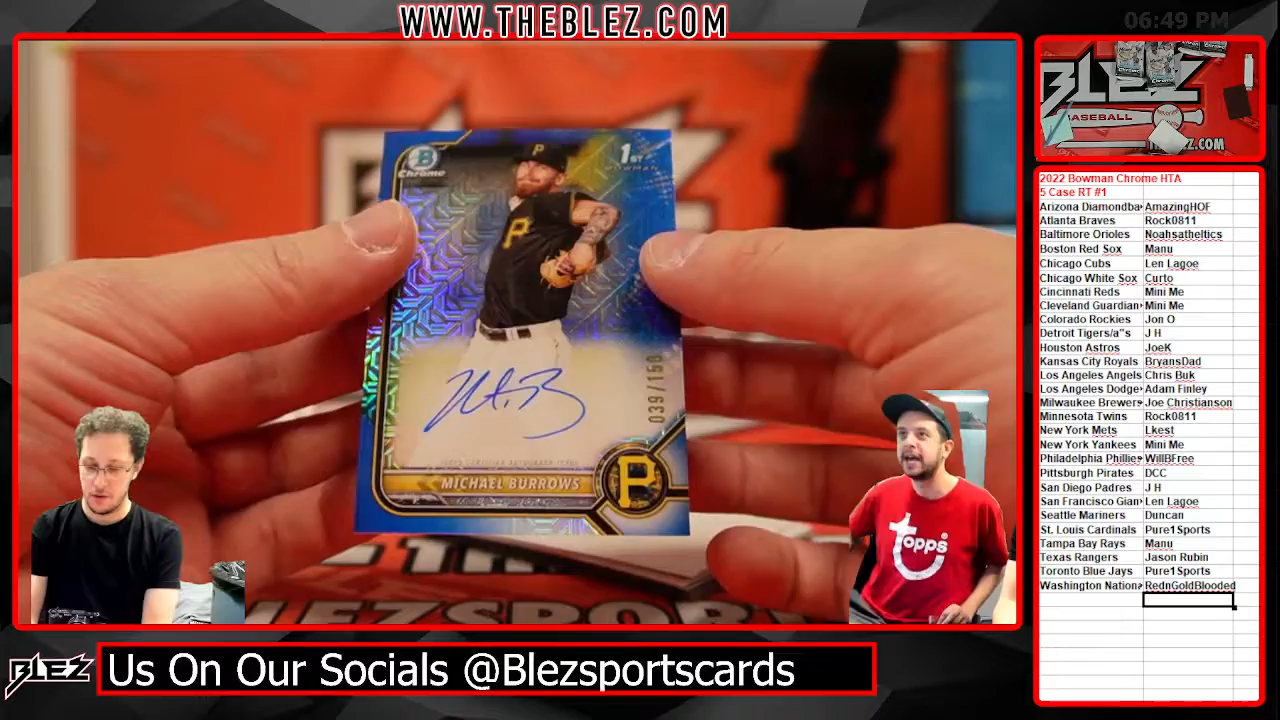 WWW.THEBLEZ.COM
06:49 PM
BLEZ
BASEBALL
.COM
B
Chrome
1ST
BOWMAN
P
P
039/150
MICHAEL BURROWS
P
topps
2022 Bowman Chrome HTA
5 Case RT #1
Arizona Diamondba AmazingHOF
Atlanta Braves Rock0811
Baltimore Orioles Noahsatheltics
Boston Red Sox Manu
Chicago Cubs Len Lagoe
Chicago White Sox Curto
Cincinnati Reds Mini Me
Cleveland Guardian Mini Me
Colorado Rockies Jon O
Detroit Tigers/a"s J H
Houston Astros JoeK
Kansas City Royals BryansDad
Los Angeles Angels Chris Buk
Los Angeles Dodge Adam Finley
Milwaukee Brewers Joe Christianson
Minnesota Twins Rock0811
New York Mets Lkest
New York Yankees Mini Me
Philadelphia Phillie WillBFree
Pittsburgh Pirates DCC
San Diego Padres J H
San Francisco Gian Len Lagoe
Seattle Mariners Duncan
St. Louis Cardinals Pure1Sports
Tampa Bay Rays Manu
Texas Rangers Jason Rubin
Toronto Blue Jays Pure1Sports
Washington Nation RednGoldBlooded
BLEZ Us On Our Socials @Blezsportscards